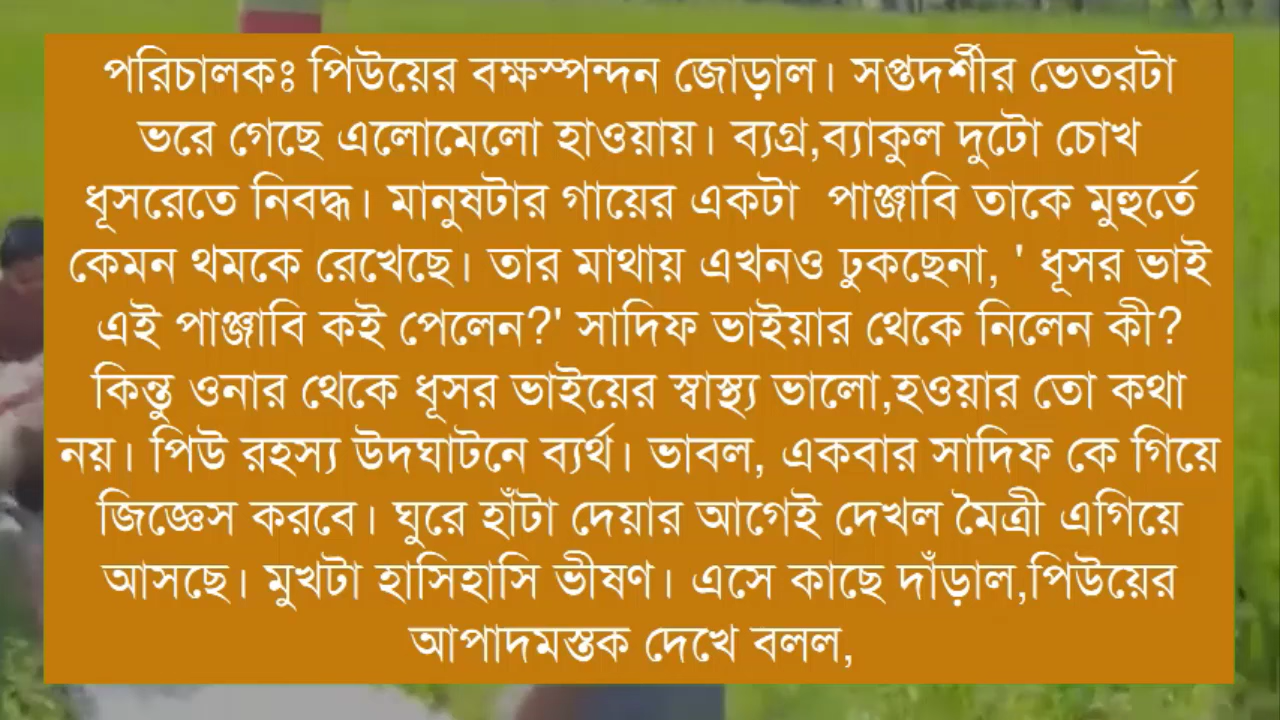 পরিচালকঃ পিউয়ের বক্ষস্পন্দন জোড়াল। সপ্তদর্শীর ভেতরটা
ভরে গেছে এলোমেলো হাওয়ায়। ব্যগ্র,ব্যাকুল দুটো চোখ
ধূসরেতে নিবদ্ধ। মানুষটার গায়ের একটা  পাঞ্জাবি তাকে মুহুর্তে
কেমন থমকে রেখেছে। তার মাথায় এখনও ঢুকছেনা, ' ধূসর ভাই
এই পাঞ্জাবি কই পেলেন?' সাদিফ ভাইয়ার থেকে নিলেন কী?
কিন্তু ওনার থেকে ধূসর ভাইয়ের স্বাস্থ্য ভালো,হওয়ার তো কথা
নয়। পিউ রহস্য উদঘাটনে ব্যর্থ। ভাবল, একবার সাদিফ কে গিয়ে
জিজ্ঞেস করবে। ঘুরে হাঁটা দেয়ার আগেই দেখল মৈত্রী এগিয়ে
আসছে। মুখটা হাসিহাসি ভীষণ। এসে কাছে দাঁড়াল,পিউয়ের
আপাদমস্তক দেখে বলল,